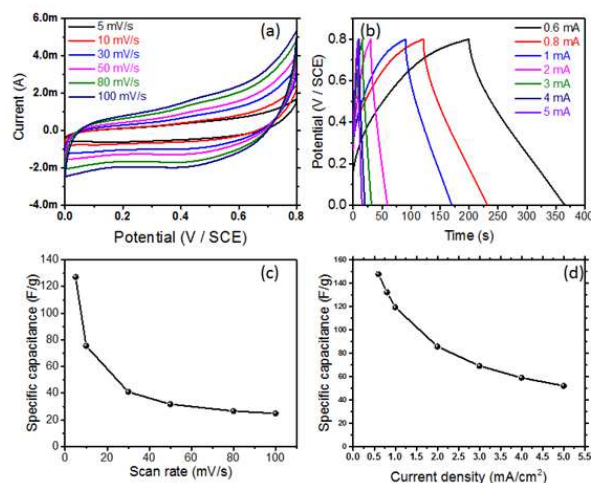 5 mV/s
10 mV/s
30 mV/s
50 mV/s
80 mV/s
100 mV/s
(a)
6.0m
4.0m
2.0m
0.0
-2.0m
-4.0m
Current (A)
0.0 0.2 0.4 0.6 0.8
Potential (V / SCE)
(b)
0.6 mA
0.8 mA
1 mA
2 mA
3 mA
4 mA
5 mA
1.0
0.8
0.6
0.4
0.2
0.0
Potential (V / SCE)
0 50 100 150 200 250 300 350 400
Time (s)
(c)
140
120
100
80
60
40
20
0
Specific capacitance (F/g)
0 20 40 60 80 100
Scan rate (mV/s)
(d)
160
140
120
100
80
60
40
20
0
Specific capacitance (F/g)
0.0 0.5 1.0 1.5 2.0 2.5 3.0 3.5 4.0 4.5 5.0 5.5
Current density (mA/cm²)